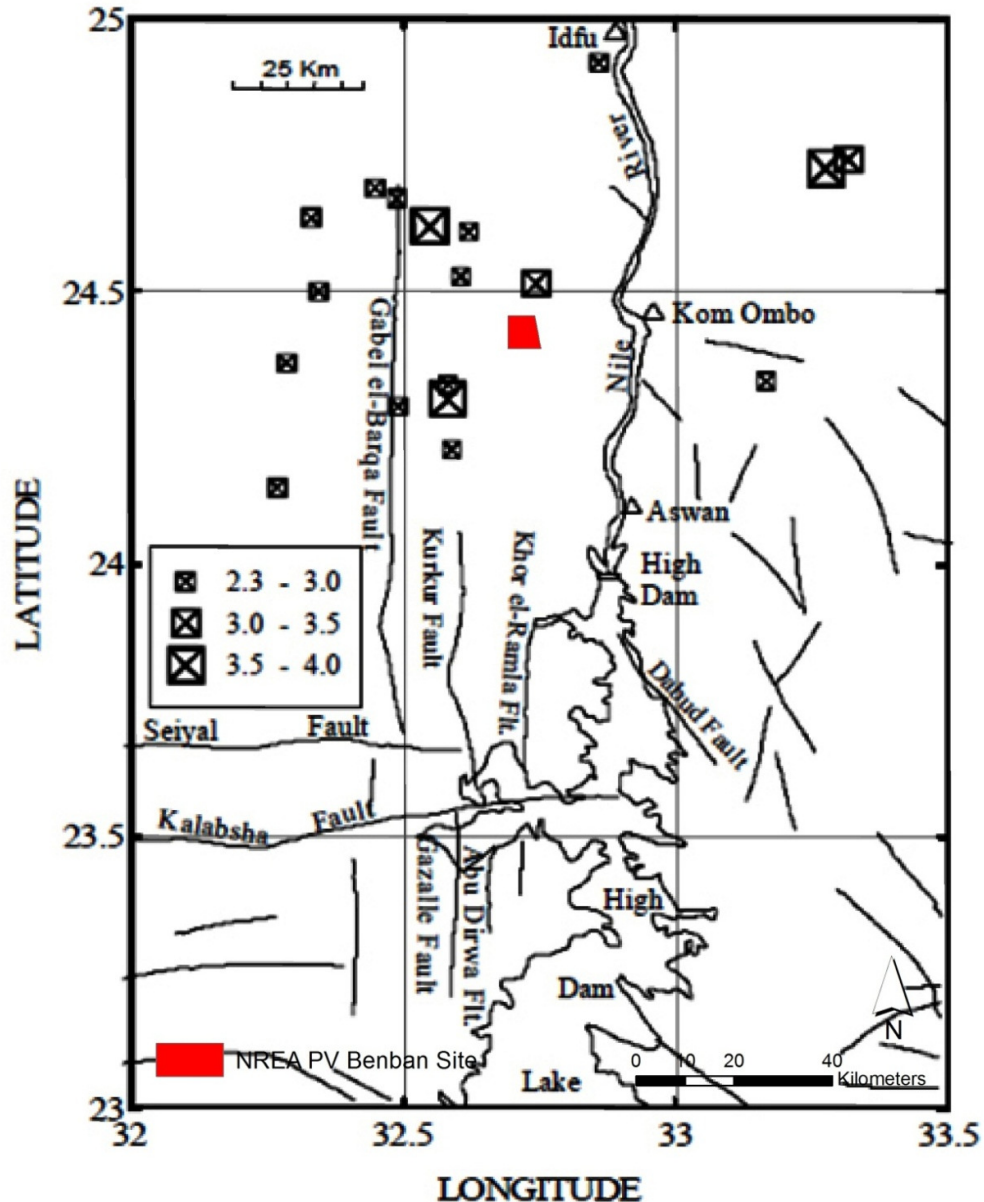 25
Idfu
25 Km
River
24.5
Kom Ombo
Nile
Gabel el-Barqa Fault
Aswan
LATITUDE
Kurkur Fault
Khor el-Ramla Flt.
24
High
Dam
2.3 - 3.0
3.0 - 3.5
3.5 - 4.0
Dabud Fault
Seiyal Fault
Kalabsha Fault
23.5
Gazalle Fault
Abu Dirwa Flt.
High
Dam
Lake
N
NREA PV Benban Site
0 10 20 40
Kilometers
23
32 32.5 33 33.5
LONGITUDE